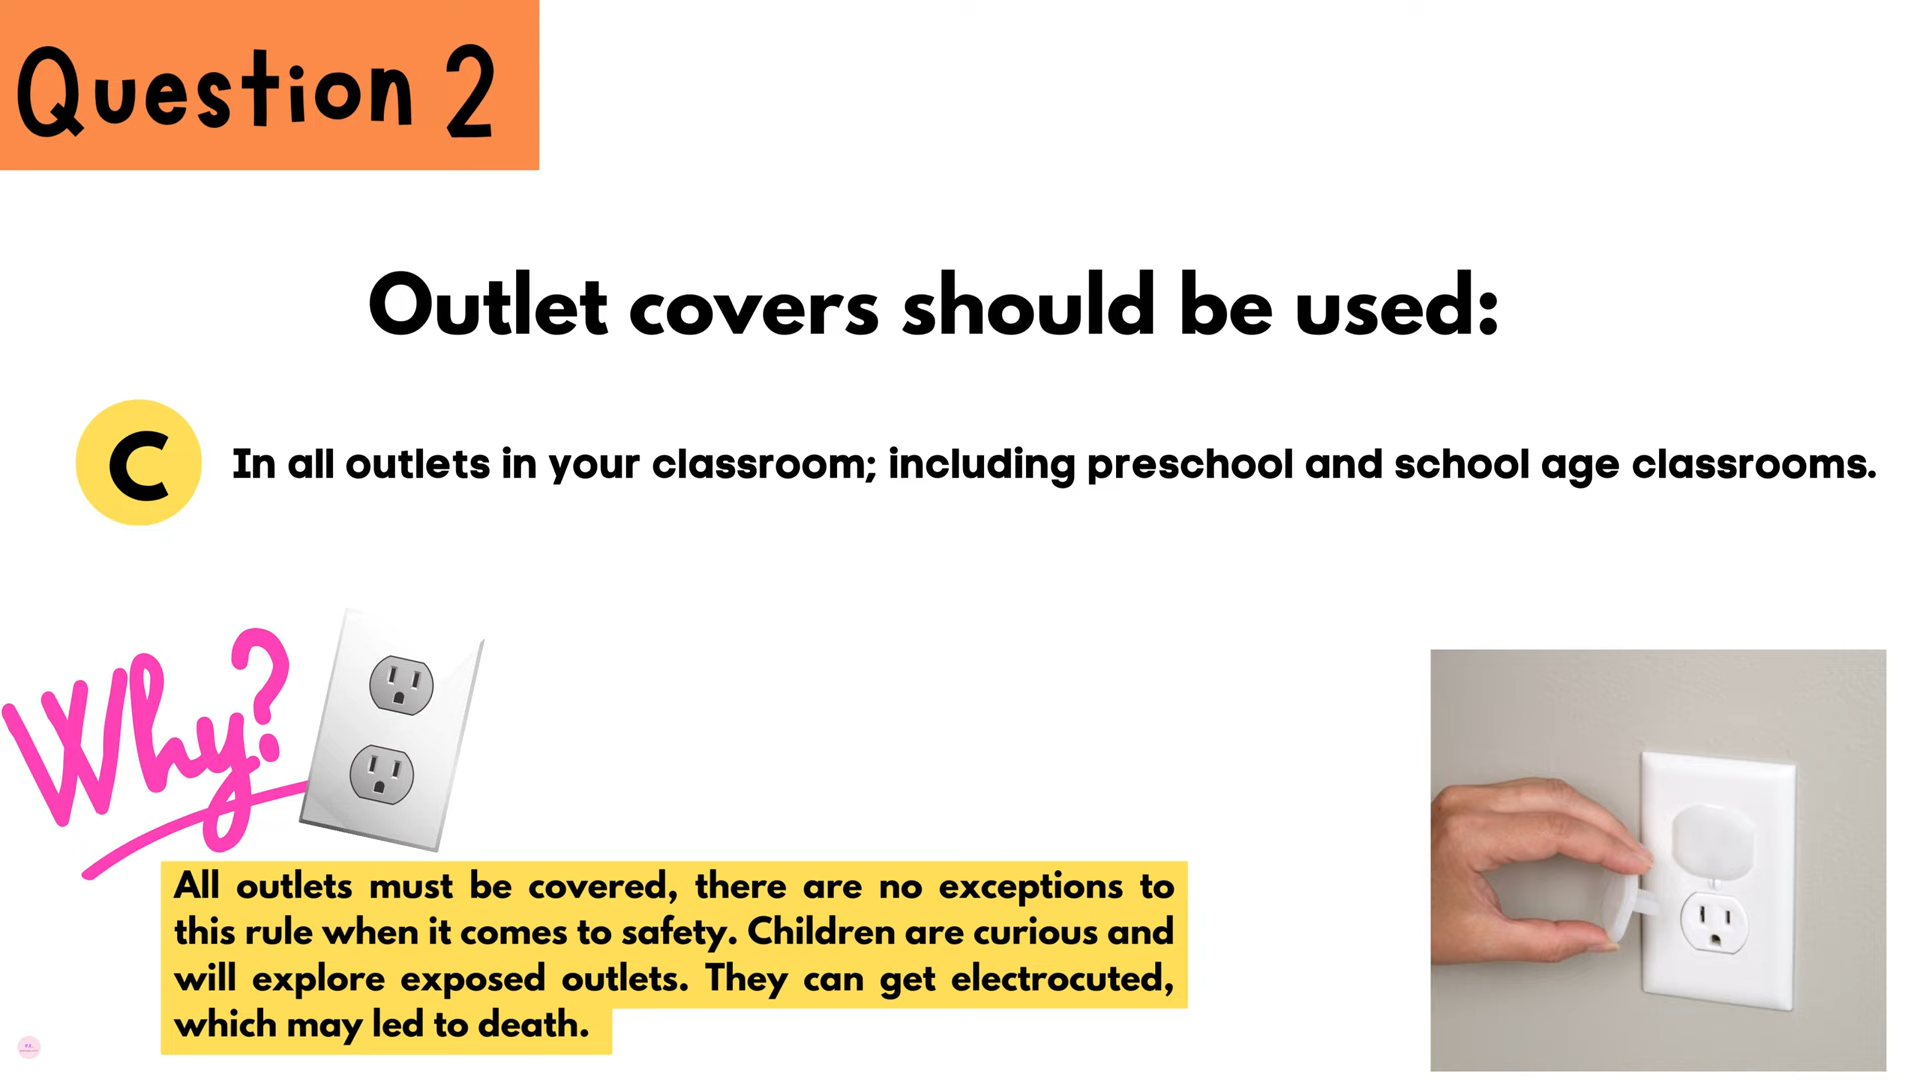 Question 2
Outlet covers should be used:
C
In all outlets in your classroom; including preschool and school age classrooms.
Why?
All outlets must be covered, there are no exceptions to
this rule when it comes to safety. Children are curious and
will explore exposed outlets. They can get electrocuted,
which may led to death.